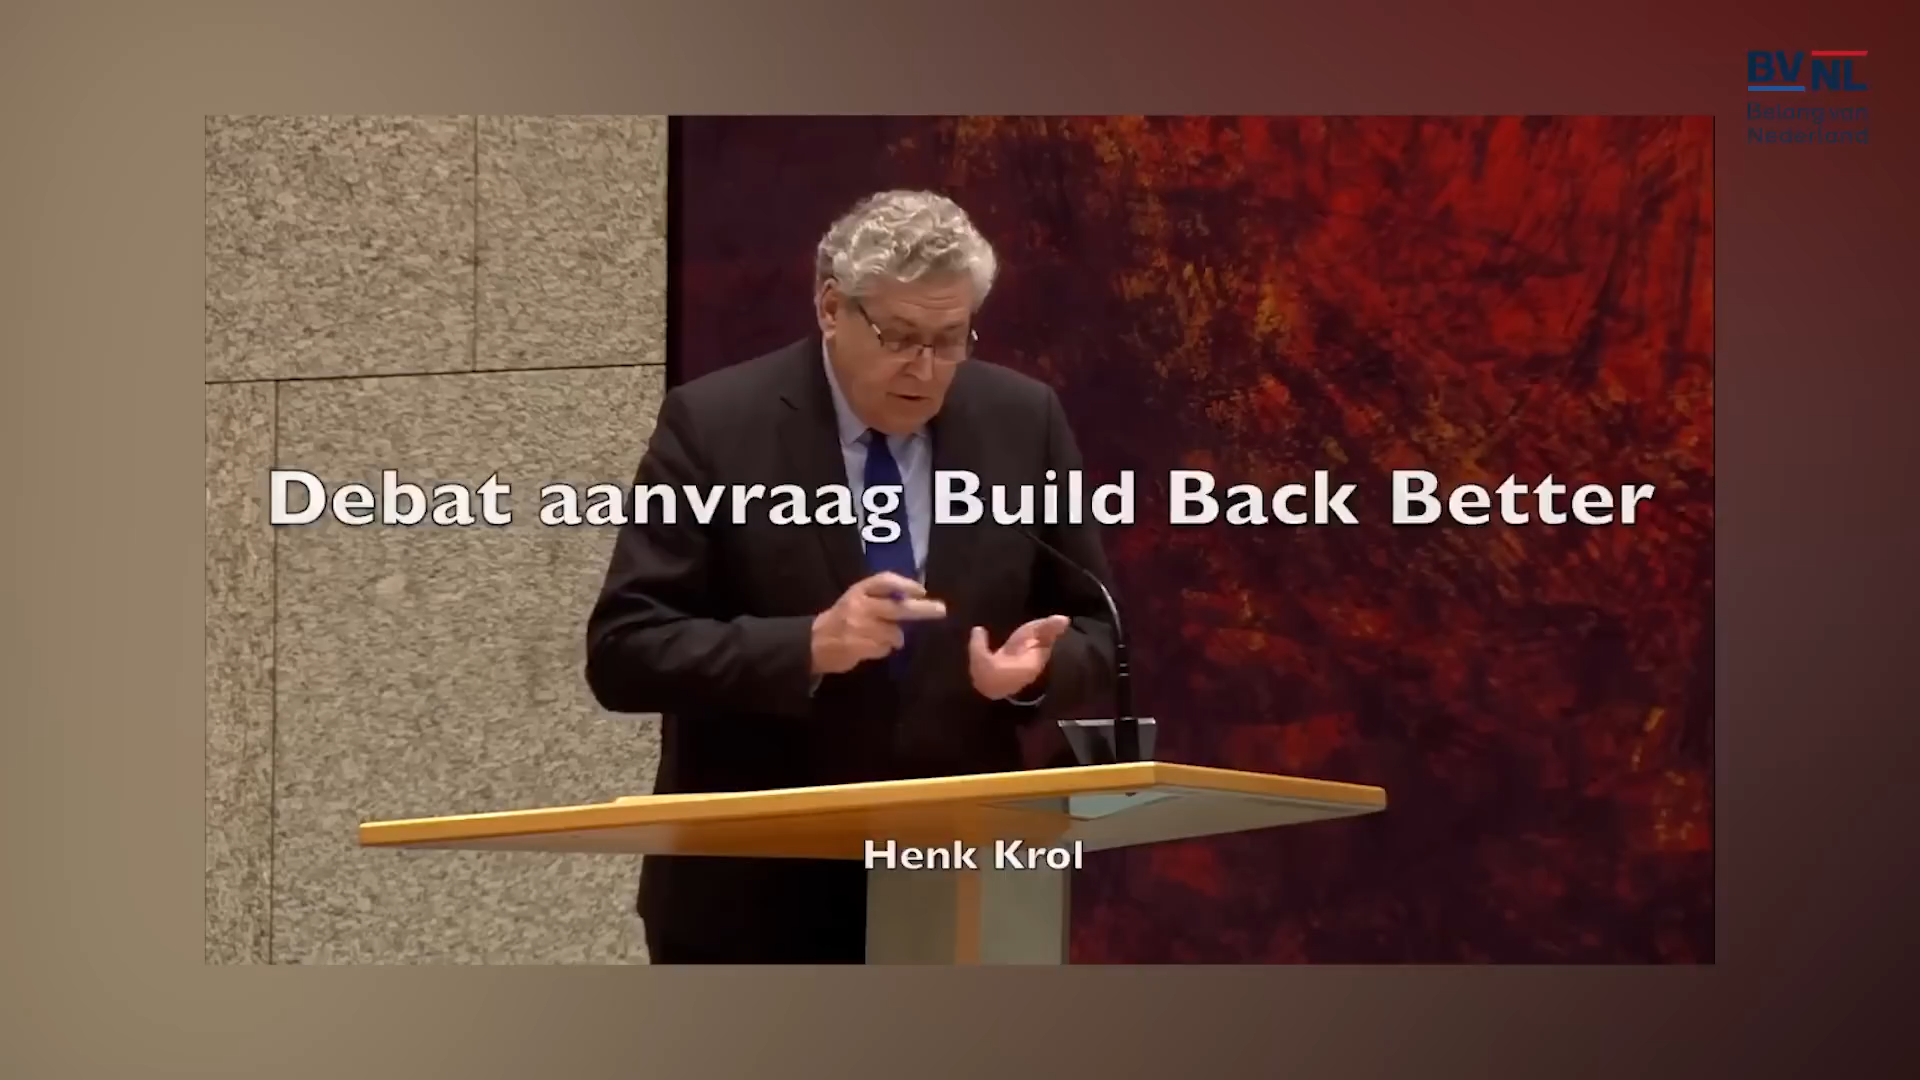 BVNL
Belang van
Nederland
Debat aanvraag Build Back Better
Henk Krol